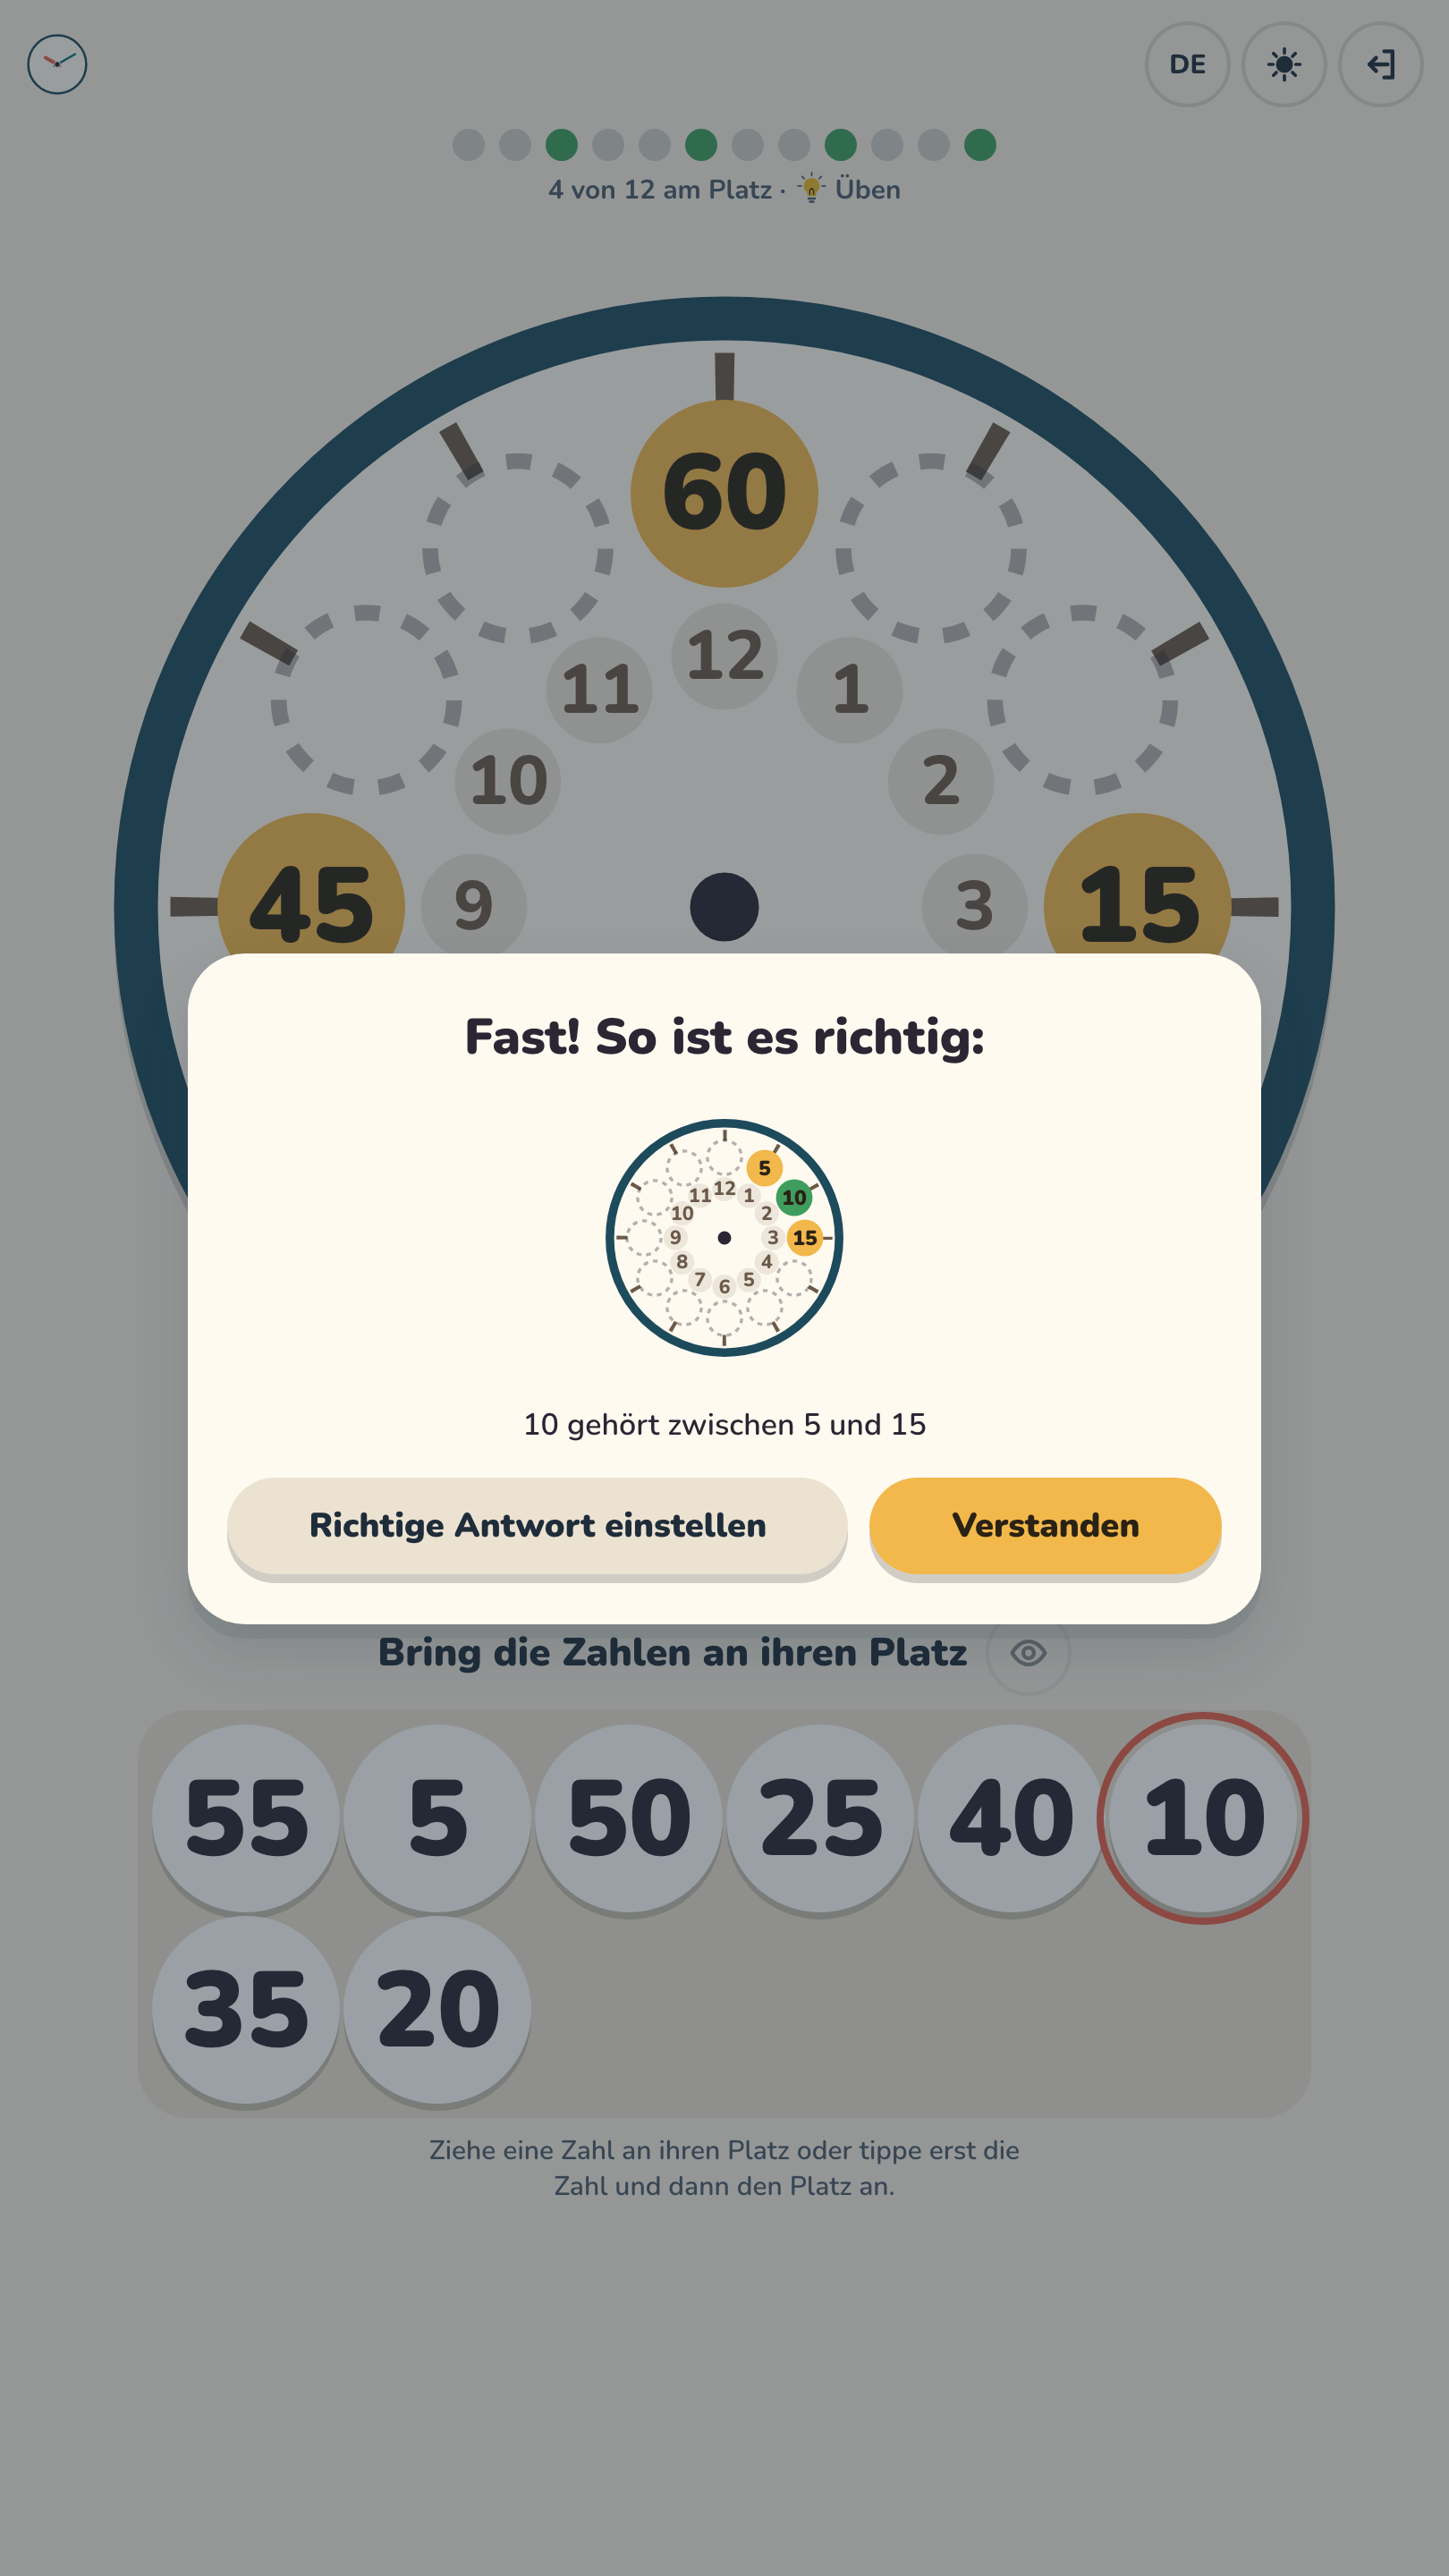 DE
4 von 12 am Platz · Üben
60
12
11
1
10
2
45
9
3
15
Fast! So ist es richtig:
5
10
15
12
11
1
10
2
9
3
8
4
7
5
6
10 gehört zwischen 5 und 15
Richtige Antwort einstellen
Verstanden
Bring die Zahlen an ihren Platz
55 5 50 25 40 10
35 20
Ziehe eine Zahl an ihren Platz oder tippe erst die
Zahl und dann den Platz an.